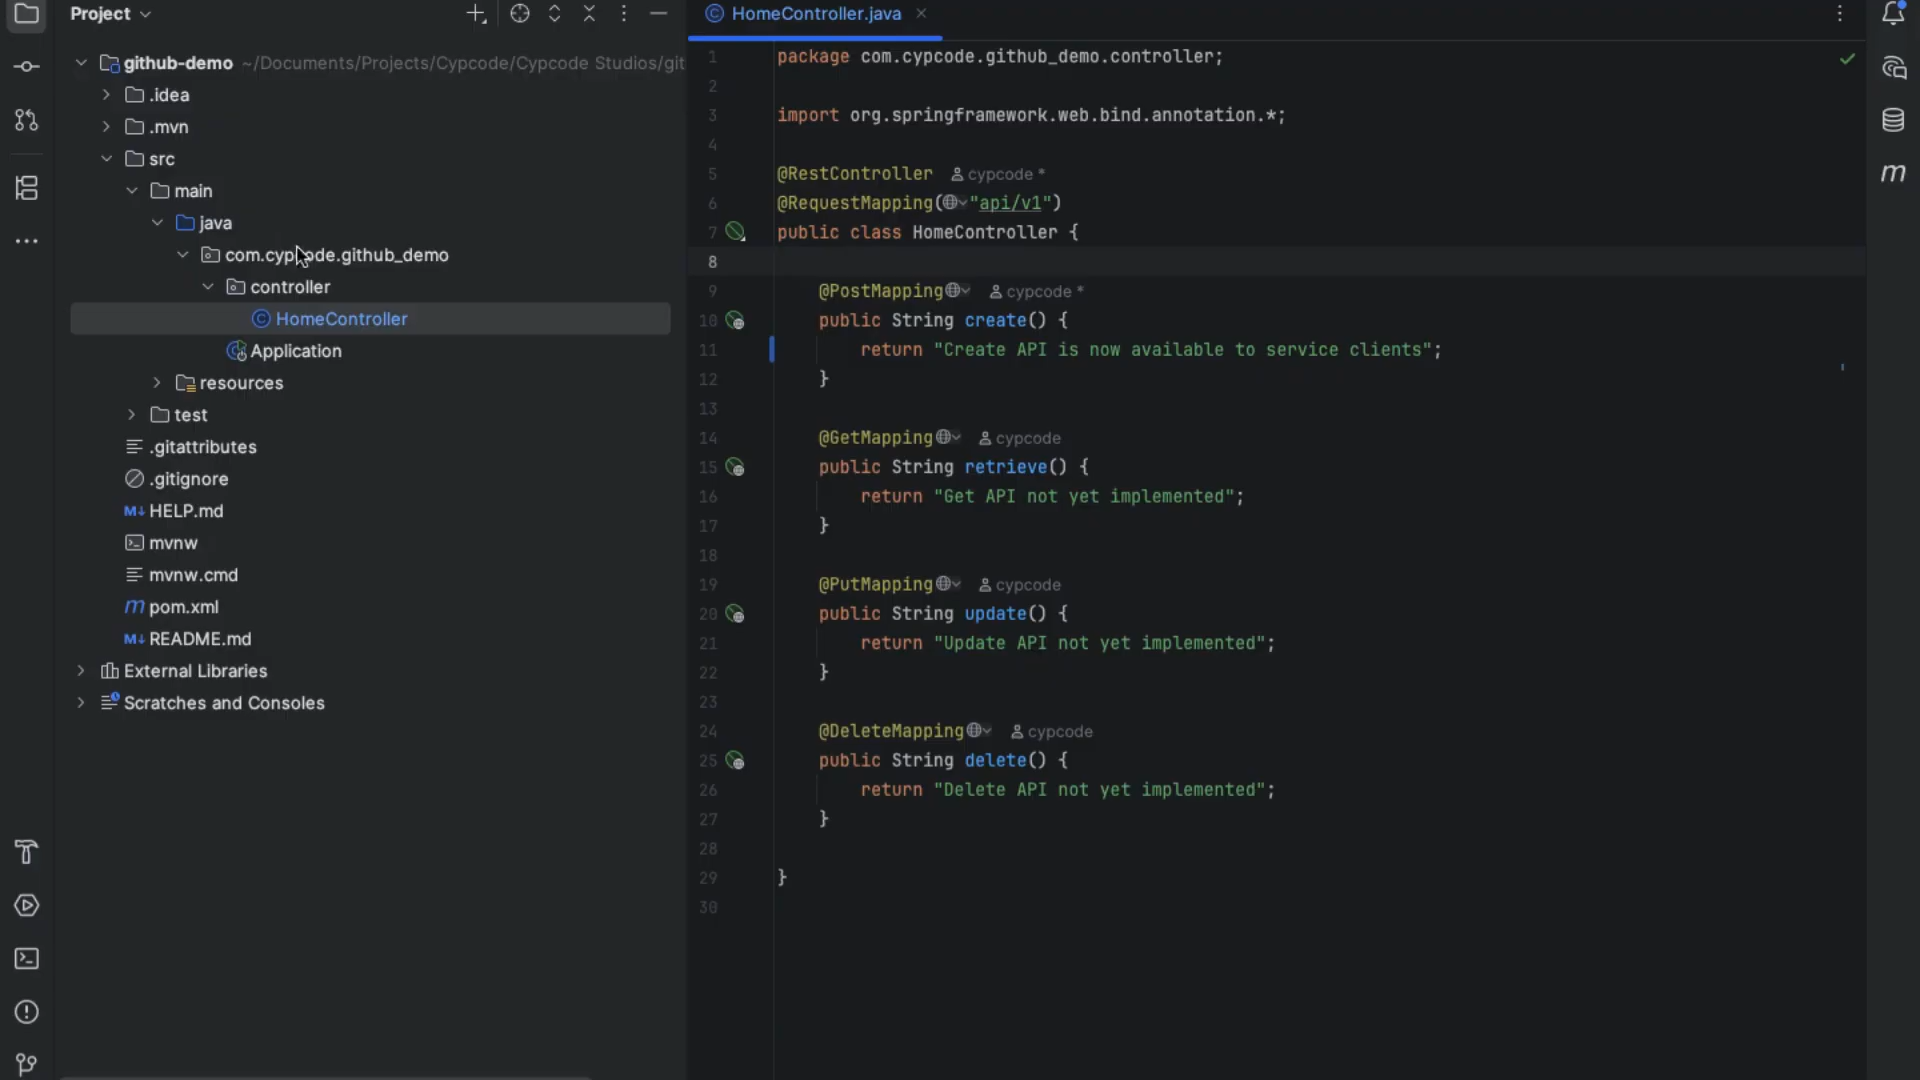 Project
github-demo ~/Documents/Projects/Cypcode/Cypcode Studios/git
.idea
.mvn
src
main
java
com.cypcode.github_demo
controller
HomeController
Application
resources
test
.gitattributes
.gitignore
HELP.md
mvnw
mvnw.cmd
pom.xml
README.md
External Libraries
Scratches and Consoles
HomeController.java
1 package com.cypcode.github_demo.controller;
2
3 import org.springframework.web.bind.annotation.*;
4
5 @RestController cypcode *
6 @RequestMapping("api/v1")
7 public class HomeController {
8
9 @PostMapping cypcode *
10 public String create() {
11 return "Create API is now available to service clients";
12 }
13
14 @GetMapping cypcode
15 public String retrieve() {
16 return "Get API not yet implemented";
17 }
18
19 @PutMapping cypcode
20 public String update() {
21 return "Update API not yet implemented";
22 }
23
24 @DeleteMapping cypcode
25 public String delete() {
26 return "Delete API not yet implemented";
27 }
28
29 }
30